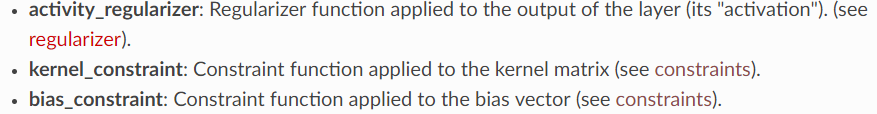 • activity_regularizer: Regularizer function applied to the output of the layer (its "activation"). (see
regularizer).
• kernel_constraint: Constraint function applied to the kernel matrix (see constraints).
• bias_constraint: Constraint function applied to the bias vector (see constraints).